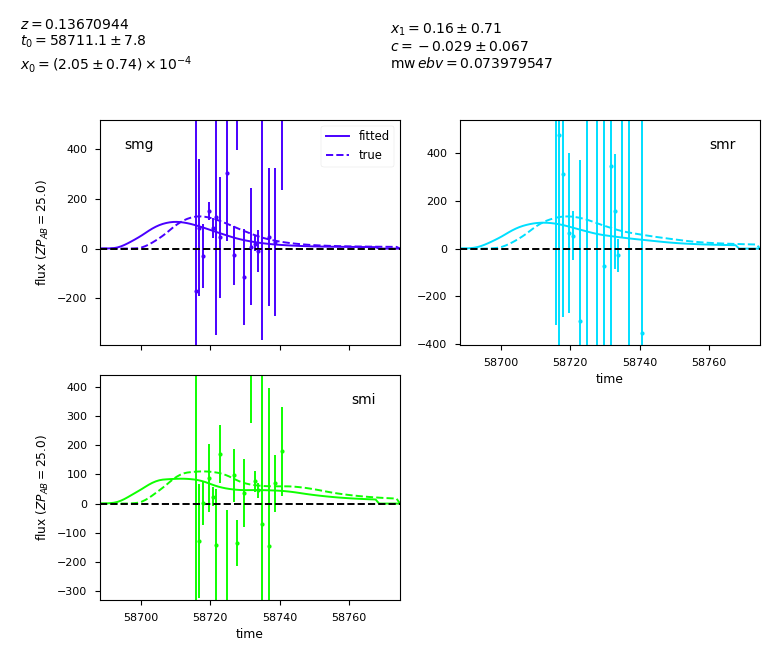 z = 0.13670944
t₀ = 58711.1 ± 7.8
x₀ = (2.05 ± 0.74) × 10⁻⁴
x₁ = 0.16 ± 0.71
c = −0.029 ± 0.067
mw ebv = 0.073979547
smg
fitted
true
400
200
0
−200
flux (ZP_AB = 25.0)
smr
400
200
0
−200
−400
58700 58720 58740 58760
time
smi
400
300
200
100
0
−100
−200
−300
flux (ZP_AB = 25.0)
58700 58720 58740 58760
time